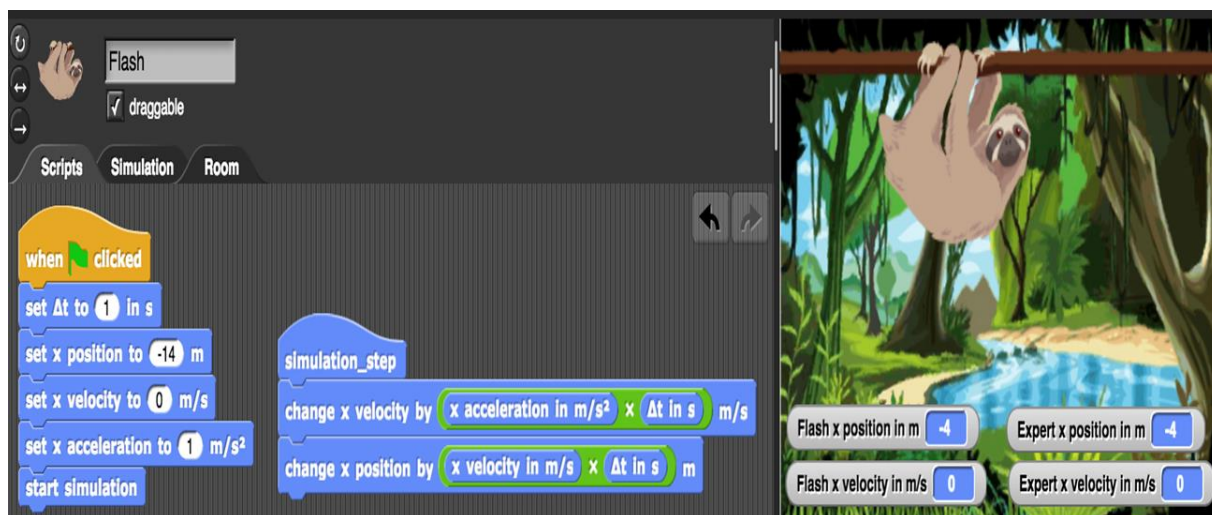 Flash
draggable
Scripts Simulation Room
when clicked
set Δt to 1 in s
set x position to -14 m
set x velocity to 0 m/s
set x acceleration to 1 m/s²
start simulation
simulation_step
change x velocity by x acceleration in m/s² × Δt in s m/s
change x position by x velocity in m/s × Δt in s m
Flash x position in m -4
Expert x position in m -4
Flash x velocity in m/s 0
Expert x velocity in m/s 0